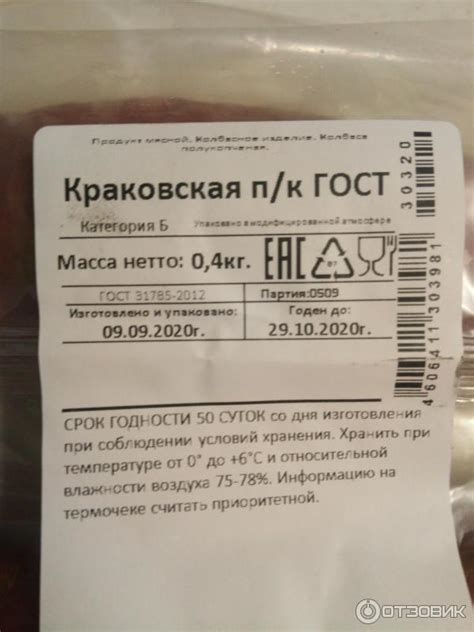 Продукт мясной. Колбасное изделие. Колбаса
полукопченая.
Краковская п/к ГОСТ
Категория Б Упаковано в модифицированной атмосфере
Масса нетто: 0,4кг. EAC
ГОСТ 31785-2012 Партия:0509
Изготовлено и упаковано: Годен до:
09.09.2020г. 29.10.2020г.
30320
4606411303981
СРОК ГОДНОСТИ 50 СУТОК со дня изготовления
при соблюдении условий хранения. Хранить при
температуре от 0° до +6°С и относительной
влажности воздуха 75-78%. Информацию на
термочеке считать приоритетной.
ОТЗОВИК